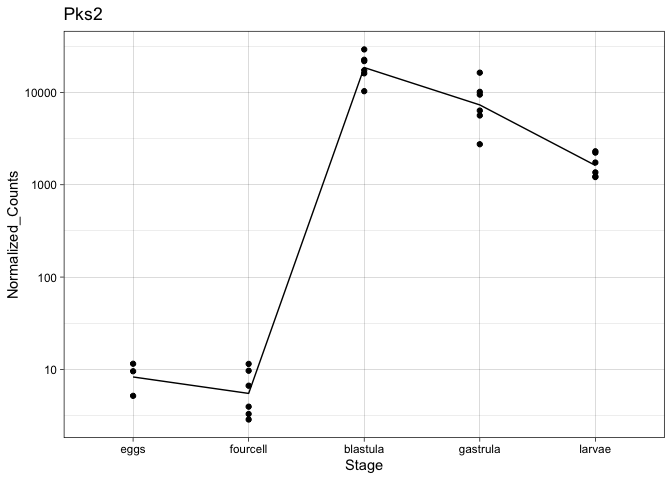 Pks2
Normalized_Counts
10000
1000
100
10
eggs fourcell blastula gastrula larvae
Stage